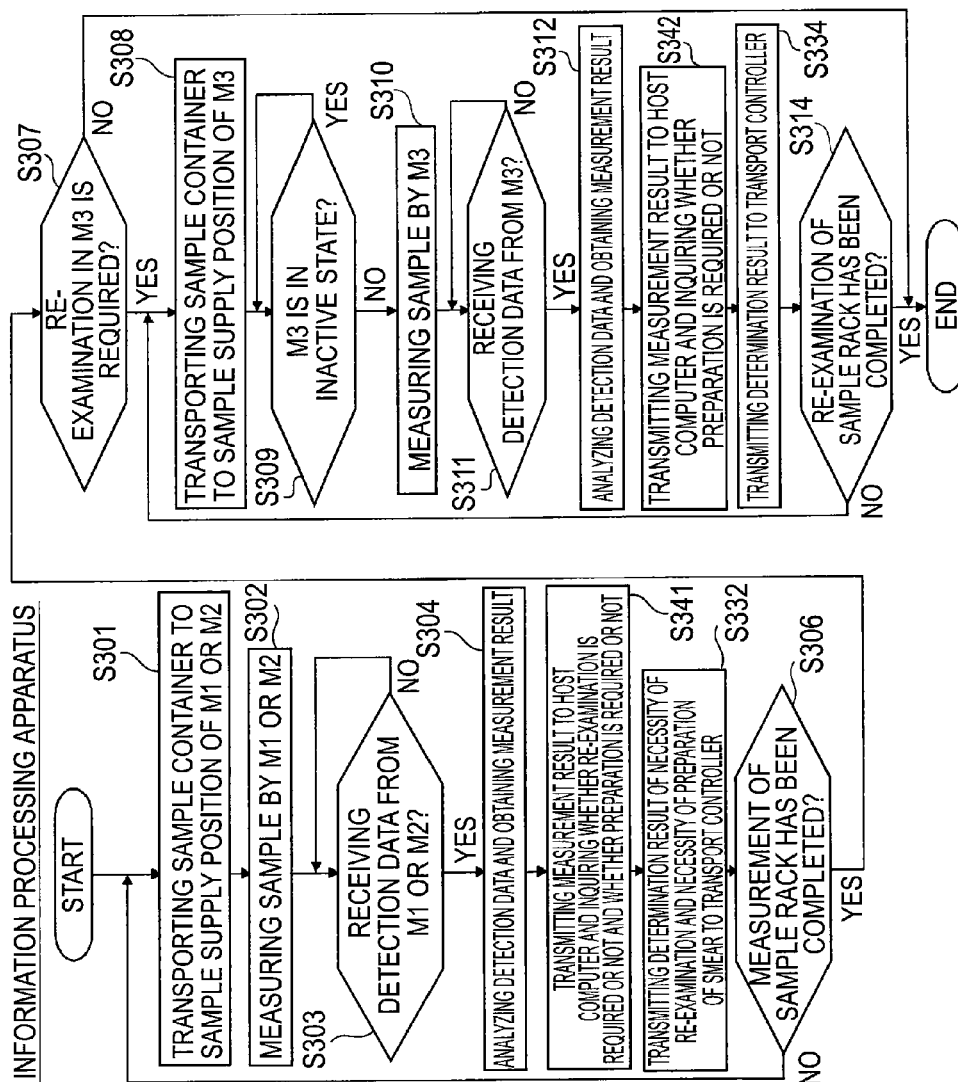 INFORMATION PROCESSING APPARATUS
START
S301
TRANSPORTING SAMPLE CONTAINER TO
SAMPLE SUPPLY POSITION OF M1 OR M2
S302
MEASURING SAMPLE BY M1 OR M2
S303
RECEIVING
DETECTION DATA FROM
M1 OR M2?
NO
YES
S304
ANALYZING DETECTION DATA AND OBTAINING MEASUREMENT RESULT
S341
TRANSMITTING MEASUREMENT RESULT TO HOST
COMPUTER AND INQUIRING WHETHER RE-EXAMINATION IS
REQUIRED OR NOT AND WHETHER PREPARATION IS REQUIRED OR NOT
S332
TRANSMITTING DETERMINATION RESULT OF NECESSITY OF
RE-EXAMINATION AND NECESSITY OF PREPARATION
OF SMEAR TO TRANSPORT CONTROLLER
S306
MEASUREMENT OF
SAMPLE RACK HAS BEEN
COMPLETED?
NO
YES
S307
RE-
EXAMINATION IN M3 IS
REQUIRED?
NO
YES
S308
TRANSPORTING SAMPLE CONTAINER
TO SAMPLE SUPPLY POSITION OF M3
S309
M3 IS IN
INACTIVE STATE?
YES
NO
S310
MEASURING SAMPLE BY M3
S311
RECEIVING
DETECTION DATA FROM M3?
NO
YES
S312
ANALYZING DETECTION DATA AND OBTAINING MEASUREMENT RESULT
S342
TRANSMITTING MEASUREMENT RESULT TO HOST
COMPUTER AND INQUIRING WHETHER
PREPARATION IS REQUIRED OR NOT
S334
TRANSMITTING DETERMINATION RESULT TO TRANSPORT CONTROLLER
S314
RE-EXAMINATION OF
SAMPLE RACK HAS BEEN
COMPLETED?
NO
YES
END